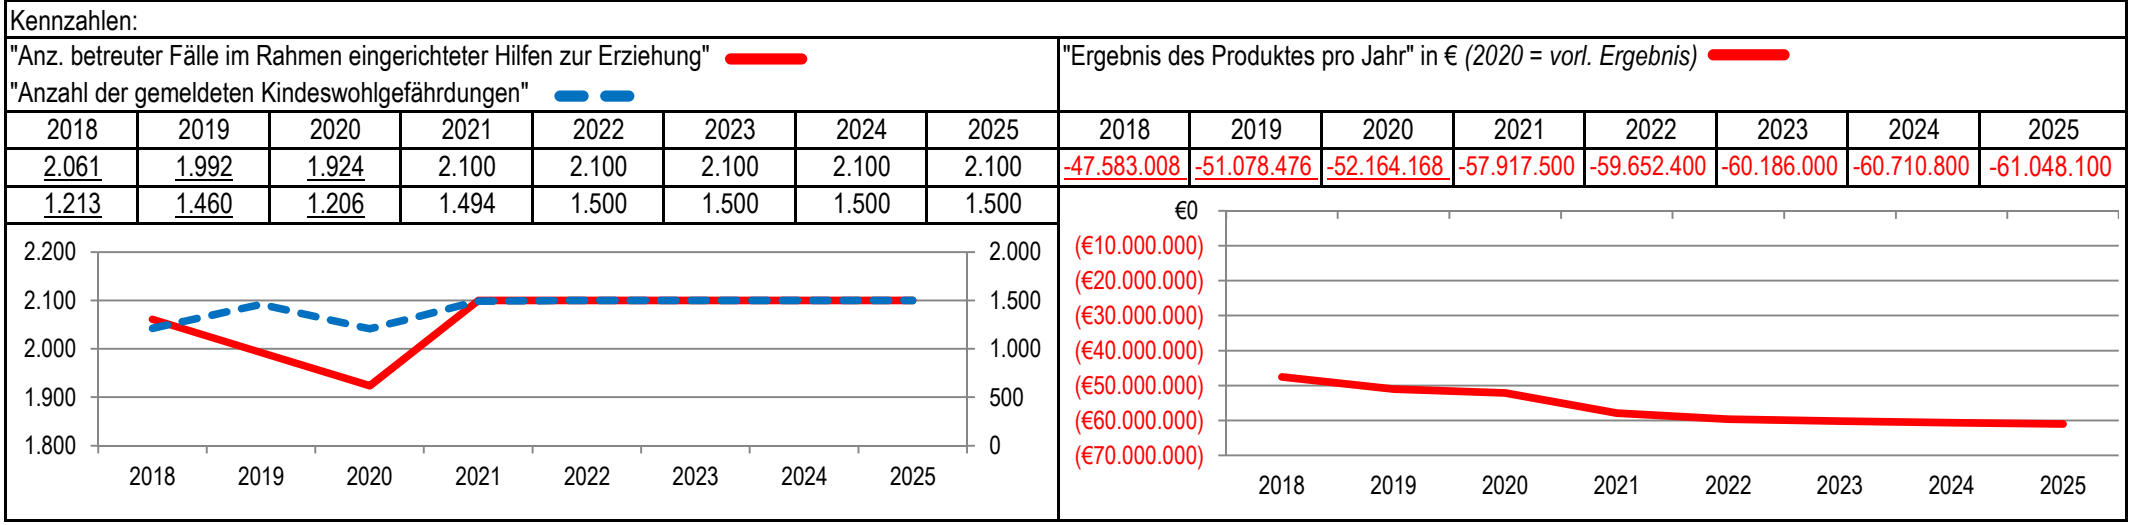 Kennzahlen:
"Anz. betreuter Fälle im Rahmen eingerichteter Hilfen zur Erziehung"
"Anzahl der gemeldeten Kindeswohlgefährdungen"
2018 2019 2020 2021 2022 2023 2024 2025
2.061 1.992 1.924 2.100 2.100 2.100 2.100 2.100
1.213 1.460 1.206 1.494 1.500 1.500 1.500 1.500
2.200 2.000
2.100 1.500
2.000 1.000
1.900 500
1.800 0
2018 2019 2020 2021 2022 2023 2024 2025
"Ergebnis des Produktes pro Jahr" in € (2020 = vorl. Ergebnis)
2018 2019 2020 2021 2022 2023 2024 2025
-47.583.008 -51.078.476 -52.164.168 -57.917.500 -59.652.400 -60.186.000 -60.710.800 -61.048.100
€0
(€10.000.000)
(€20.000.000)
(€30.000.000)
(€40.000.000)
(€50.000.000)
(€60.000.000)
(€70.000.000)
2018 2019 2020 2021 2022 2023 2024 2025